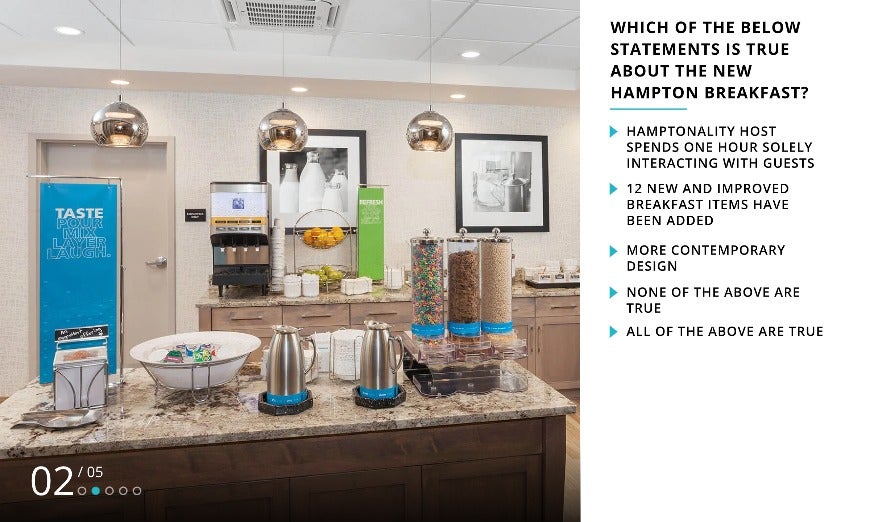 WHICH OF THE BELOW
STATEMENTS IS TRUE
ABOUT THE NEW
HAMPTON BREAKFAST?
HAMPTONALITY HOST
SPENDS ONE HOUR SOLELY
INTERACTING WITH GUESTS
12 NEW AND IMPROVED
BREAKFAST ITEMS HAVE
BEEN ADDED
MORE CONTEMPORARY
DESIGN
NONE OF THE ABOVE ARE
TRUE
ALL OF THE ABOVE ARE TRUE
TASTE
POUR
MIX
LAYER
LAUGH.
REFRESH
02 / 05